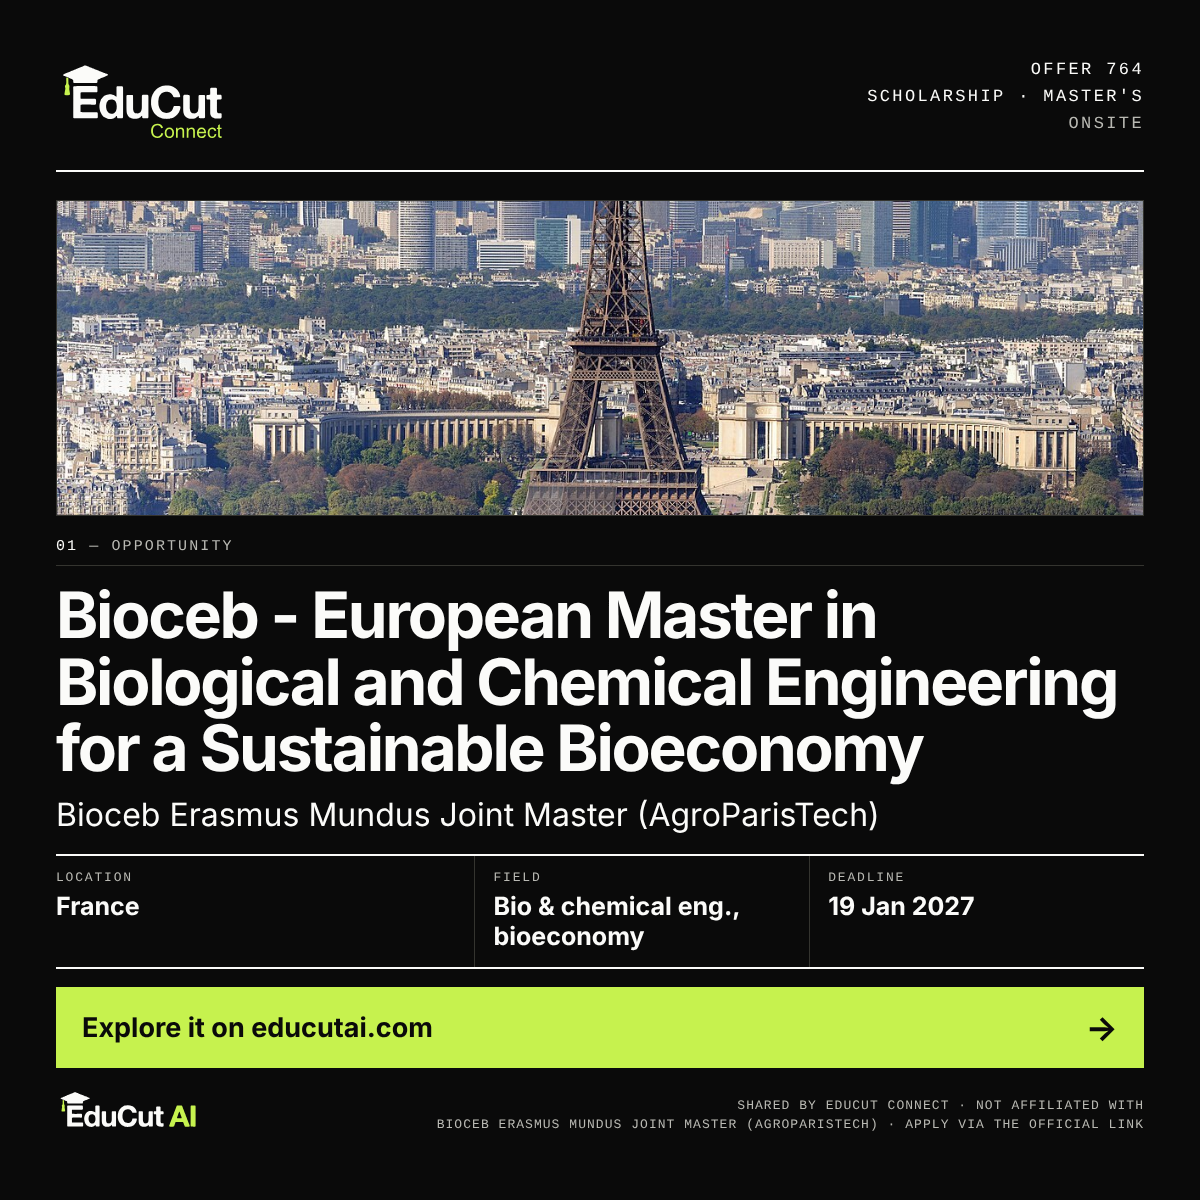 EduCut
Connect
OFFER 764
SCHOLARSHIP · MASTER'S
ONSITE
01 — OPPORTUNITY
Bioceb - European Master in
Biological and Chemical Engineering
for a Sustainable Bioeconomy
Bioceb Erasmus Mundus Joint Master (AgroParisTech)
LOCATION
France
FIELD
Bio & chemical eng.,
bioeconomy
DEADLINE
19 Jan 2027
Explore it on educutai.com →
EduCut AI
SHARED BY EDUCUT CONNECT · NOT AFFILIATED WITH
BIOCEB ERASMUS MUNDUS JOINT MASTER (AGROPARISTECH) · APPLY VIA THE OFFICIAL LINK